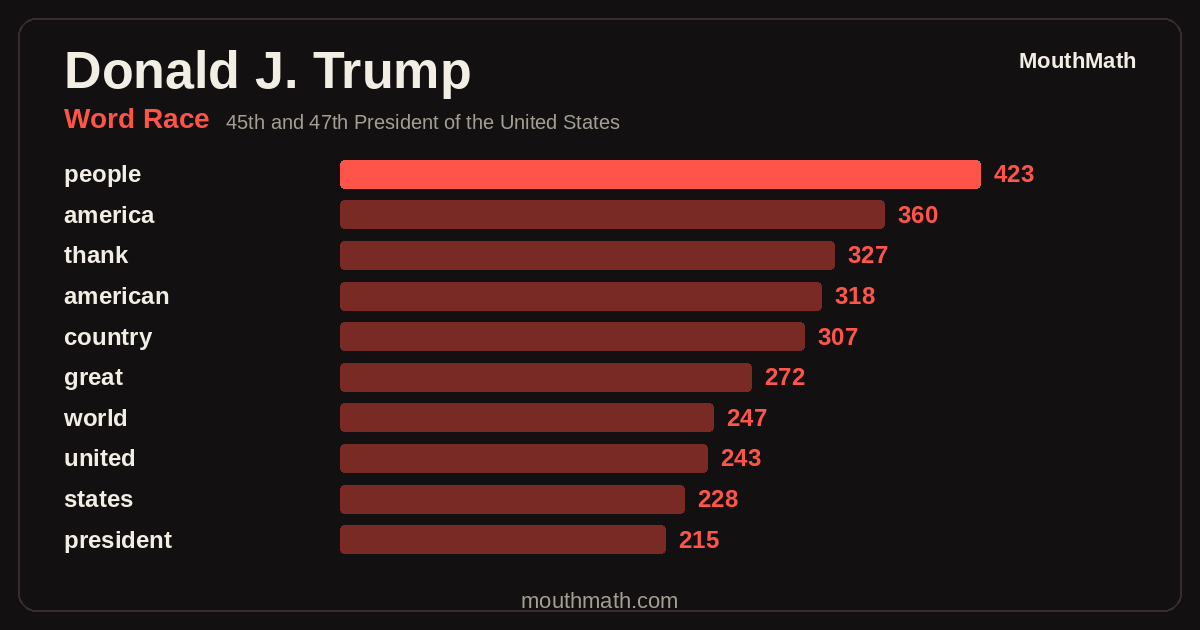 Donald J. Trump
MouthMath
Word Race 45th and 47th President of the United States
people 423
america 360
thank 327
american 318
country 307
great 272
world 247
united 243
states 228
president 215
mouthmath.com